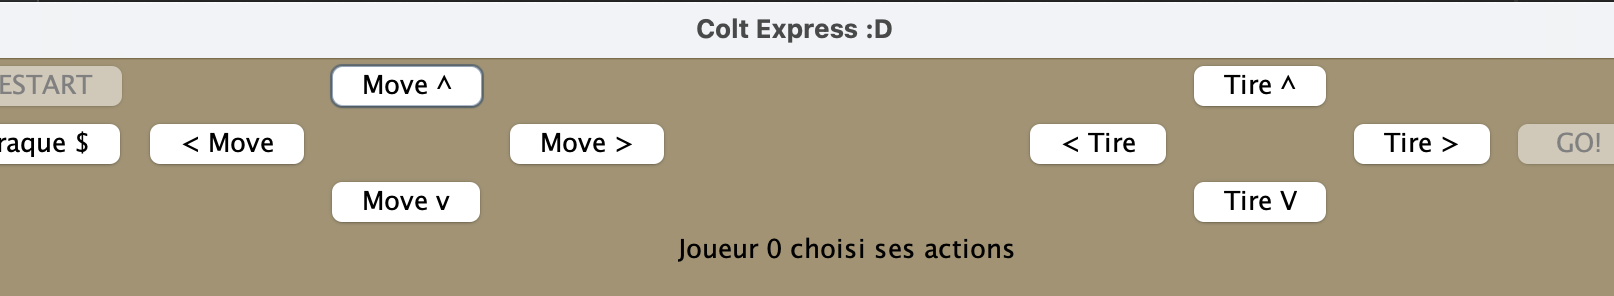 Colt Express :D
ESTART
Move ^
Tire ^
raque $
< Move
Move >
< Tire
Tire >
GO!
Move v
Tire V
Joueur 0 choisi ses actions